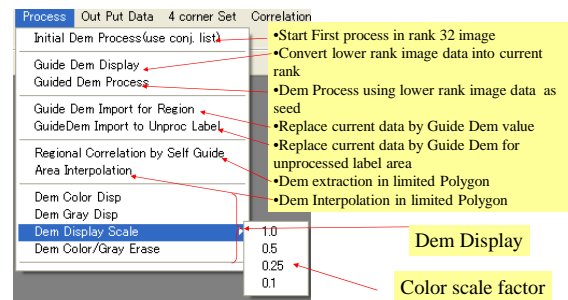 Process Out Put Data 4 corner Set Correlation
Initial Dem Process(use conj. list)
Guide Dem Display
Guided Dem Process
Guide Dem Import for Region
GuideDem Import to Unproc Label
Regional Correlation by Self Guide
Area Interpolation
Dem Color Disp
Dem Gray Disp
Dem Display Scale
Dem Color/Gray Erase
1.0
0.5
0.25
0.1
•Start First process in rank 32 image
•Convert lower rank image data into current
rank
•Dem Process using lower rank image data as
seed
•Replace current data by Guide Dem value
•Replace current data by Guide Dem for
unprocessed label area
•Dem extraction in limited Polygon
•Dem Interpolation in limited Polygon
Dem Display
Color scale factor